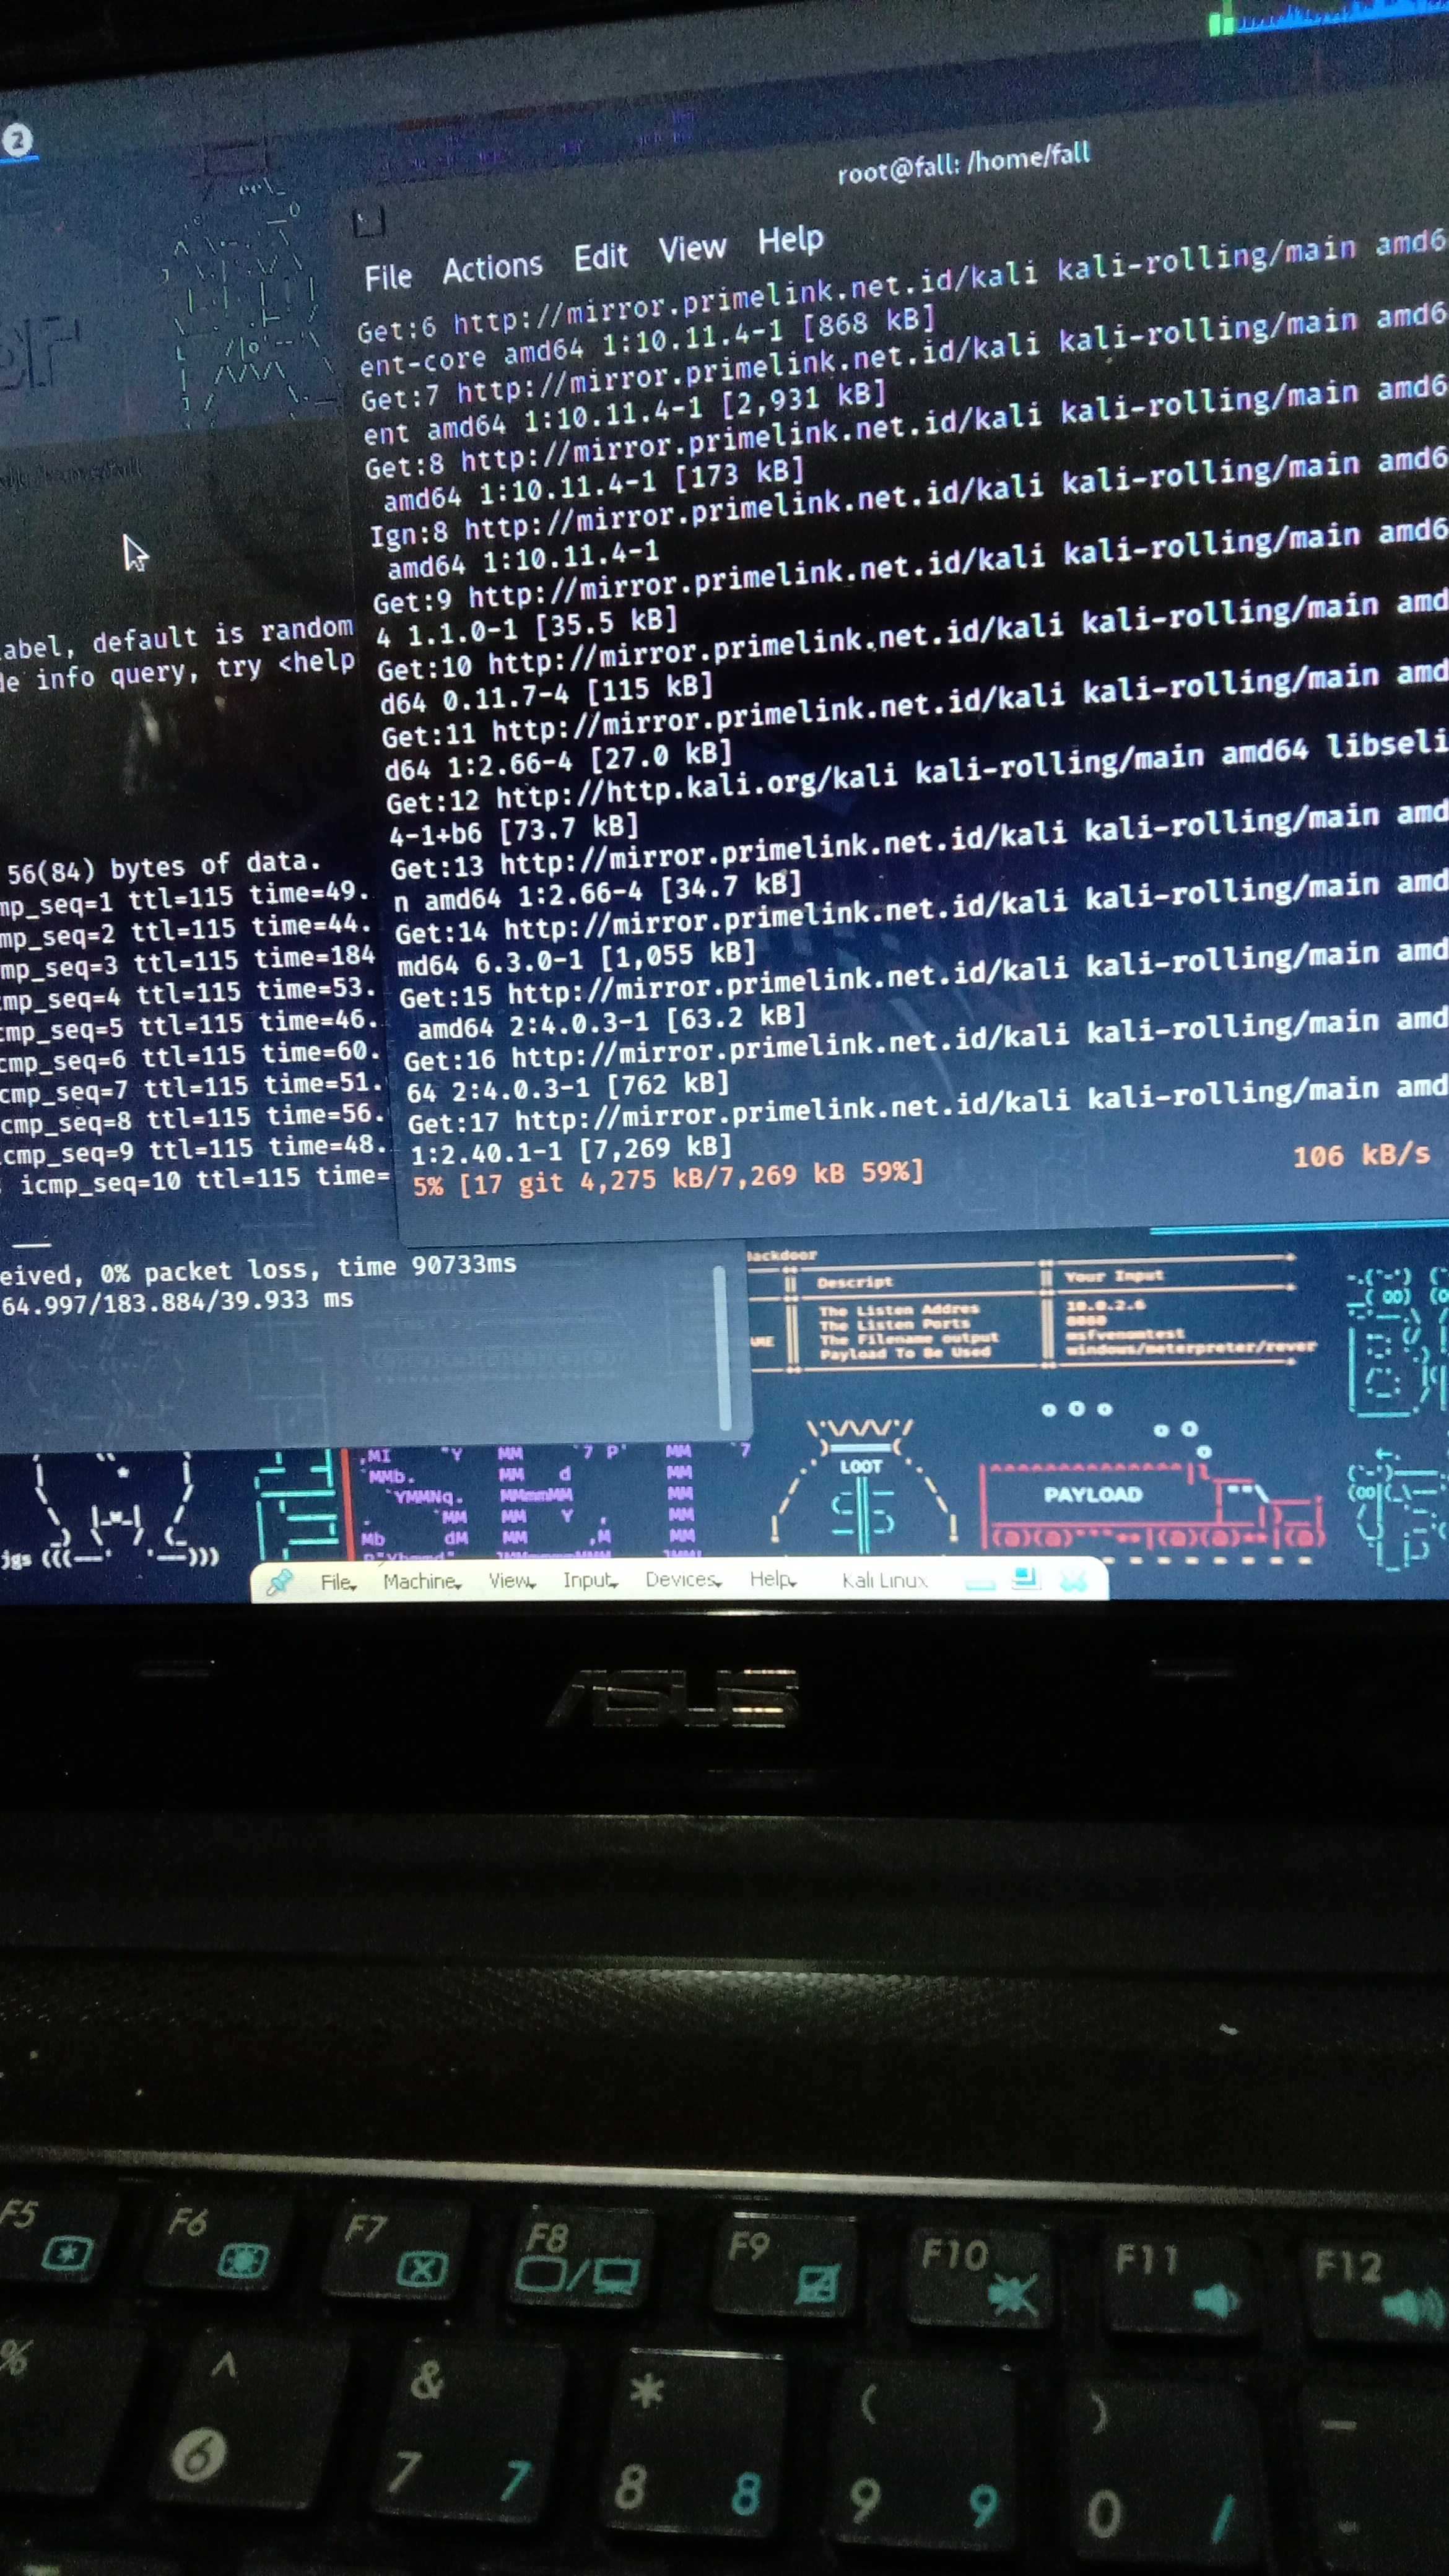 2
root@fall: /home/fall
File Actions Edit View Help
Get:6 http://mirror.primelink.net.id/kali kali-rolling/main amd6
ent-core amd64 1:10.11.4-1 [868 kB]
Get:7 http://mirror.primelink.net.id/kali kali-rolling/main amd6
ent amd64 1:10.11.4-1 [2,931 kB]
Get:8 http://mirror.primelink.net.id/kali kali-rolling/main amd6
amd64 1:10.11.4-1 [173 kB]
Ign:8 http://mirror.primelink.net.id/kali kali-rolling/main amd6
amd64 1:10.11.4-1
Get:9 http://mirror.primelink.net.id/kali kali-rolling/main amd6
4 1.1.0-1 [35.5 kB]
Get:10 http://mirror.primelink.net.id/kali kali-rolling/main amd
d64 0.11.7-4 [115 kB]
Get:11 http://mirror.primelink.net.id/kali kali-rolling/main amd
d64 1:2.66-4 [27.0 kB]
Get:12 http://http.kali.org/kali kali-rolling/main amd64 libseli
4-1+b6 [73.7 kB]
Get:13 http://mirror.primelink.net.id/kali kali-rolling/main amd
n amd64 1:2.66-4 [34.7 kB]
Get:14 http://mirror.primelink.net.id/kali kali-rolling/main amd
md64 6.3.0-1 [1,055 kB]
Get:15 http://mirror.primelink.net.id/kali kali-rolling/main amd
amd64 2:4.0.3-1 [63.2 kB]
Get:16 http://mirror.primelink.net.id/kali kali-rolling/main amd
64 2:4.0.3-1 [762 kB]
Get:17 http://mirror.primelink.net.id/kali kali-rolling/main amd
1:2.40.1-1 [7,269 kB]
5% [17 git 4,275 kB/7,269 kB 59%] 106 kB/s
abel, default is random
de info query, try <help
56(84) bytes of data.
mp_seq=1 ttl=115 time=49.
mp_seq=2 ttl=115 time=44.
mp_seq=3 ttl=115 time=184
mp_seq=4 ttl=115 time=53.
cmp_seq=5 ttl=115 time=46.
cmp_seq=6 ttl=115 time=60.
cmp_seq=7 ttl=115 time=51.
cmp_seq=8 ttl=115 time=56.
cmp_seq=9 ttl=115 time=48.
icmp_seq=10 ttl=115 time=
eived, 0% packet loss, time 90733ms
64.997/183.884/39.933 ms
Backdoor
Descript || Your Input
The Listen Addres || 10.0.2.6
The Listen Ports || 8080
The Filename output || msfvenomtest
Payload To Be Used || windows/meterpreter/rever
LOOT
PAYLOAD
jgs
File Machine View Input Devices Help Kali Linux
ASUS
F5 F6 F7 F8 F9 F10 F11 F12
% ^ & * ( ) _
6 7 7 8 8 9 9 0 / -